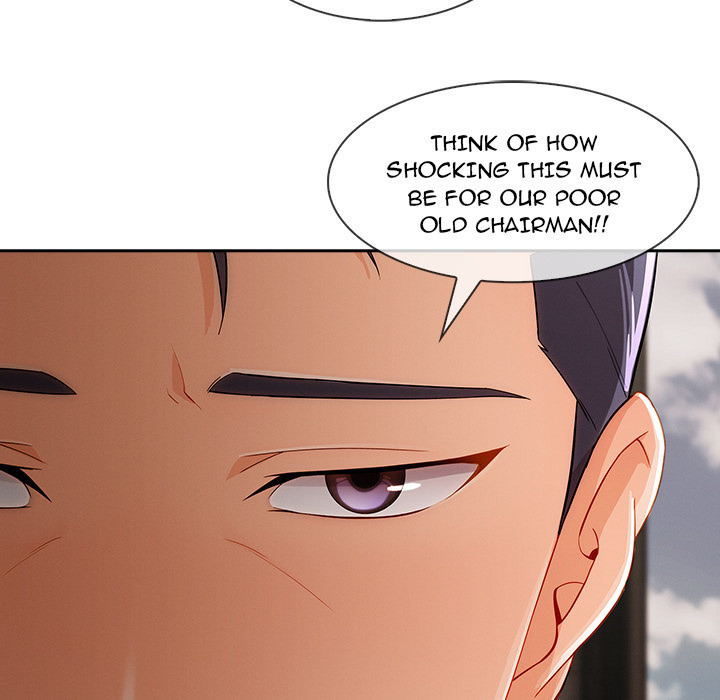 THINK OF HOW
SHOCKING THIS MUST
BE FOR OUR POOR
OLD CHAIRMAN!!